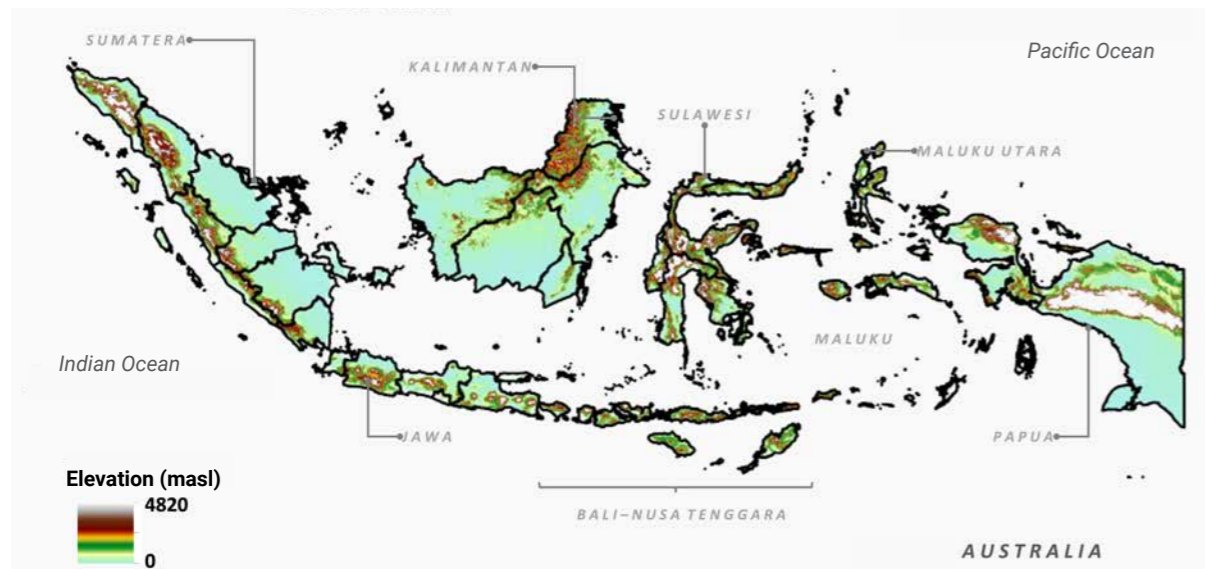 SUMATERA
Pacific Ocean
KALIMANTAN
SULAWESI
MALUKU UTARA
MALUKU
Indian Ocean
JAWA
PAPUA
Elevation (masl)
4820
0
BALI–NUSA TENGGARA
AUSTRALIA